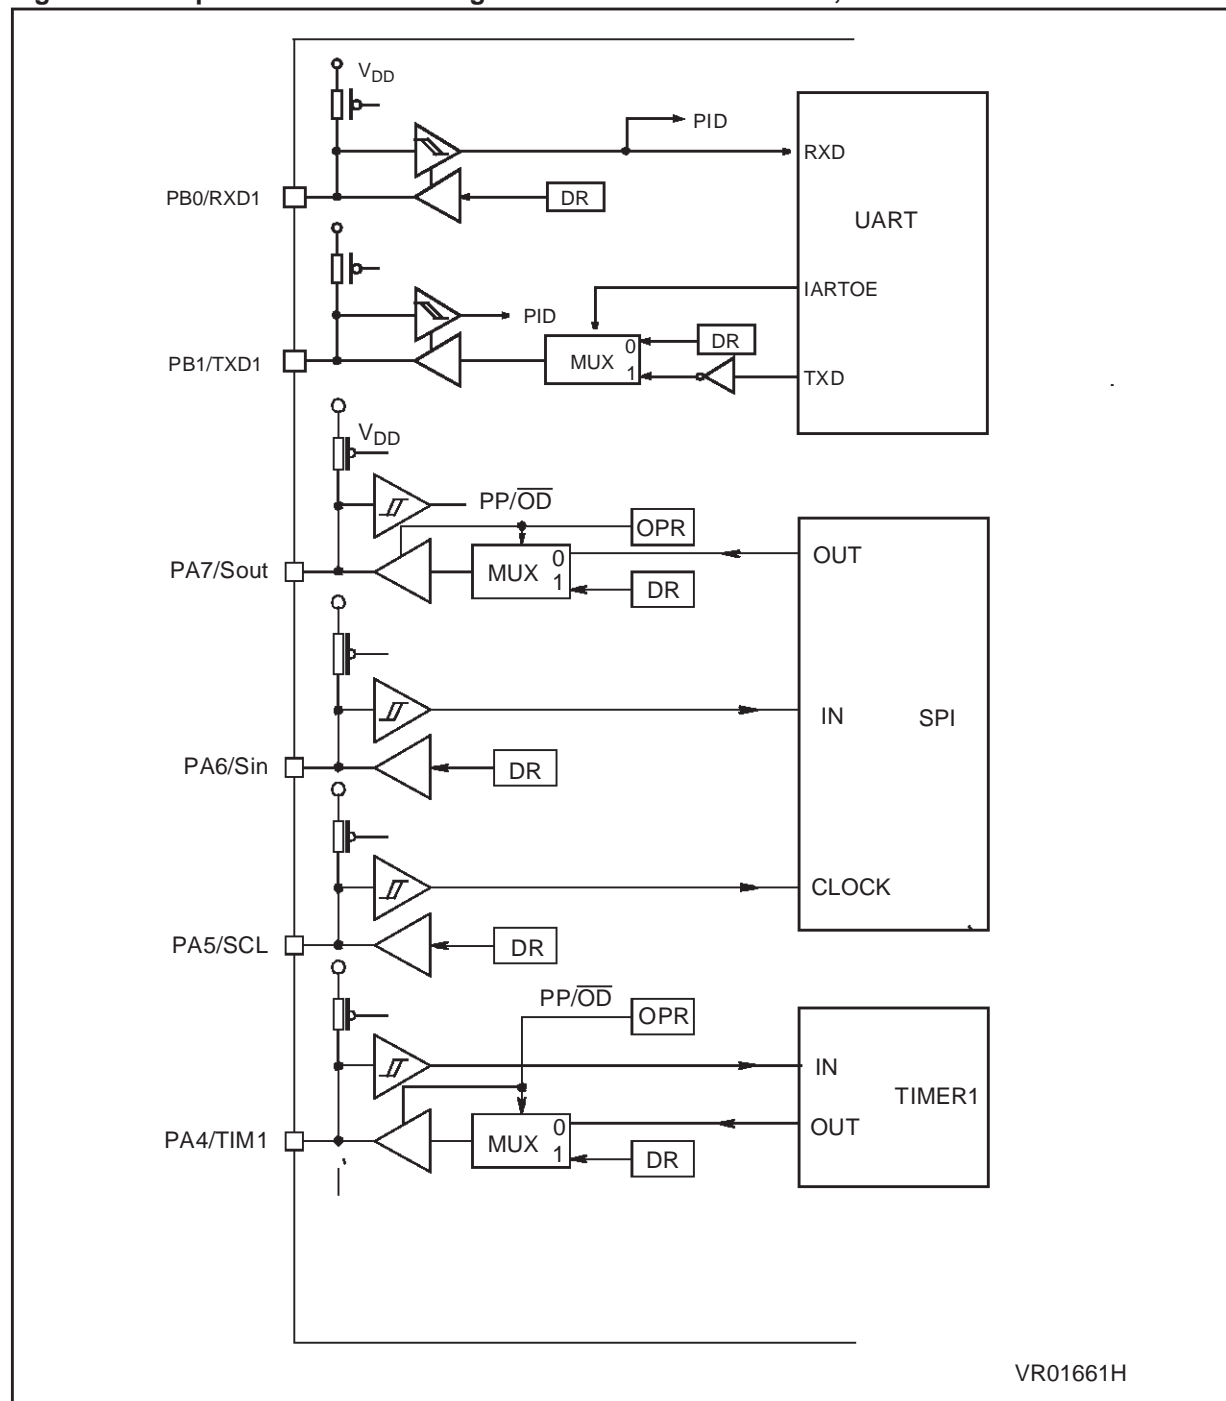 VDD
PID
RXD
PB0/RXD1
DR
UART
IARTOE
PID
DR
MUX 0
1
PB1/TXD1
TXD
VDD
PP/OD
OPR
OUT
MUX 0
1
PA7/Sout
DR
IN
SPI
PA6/Sin
DR
CLOCK
PA5/SCL
DR
PP/OD
OPR
IN
TIMER1
OUT
MUX 0
1
PA4/TIM1
DR
VR01661H